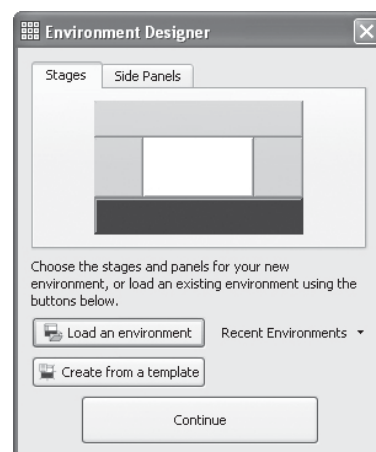 Environment Designer
Stages Side Panels
Choose the stages and panels for your new
environment, or load an existing environment using the
buttons below.
Load an environment Recent Environments
Create from a template
Continue